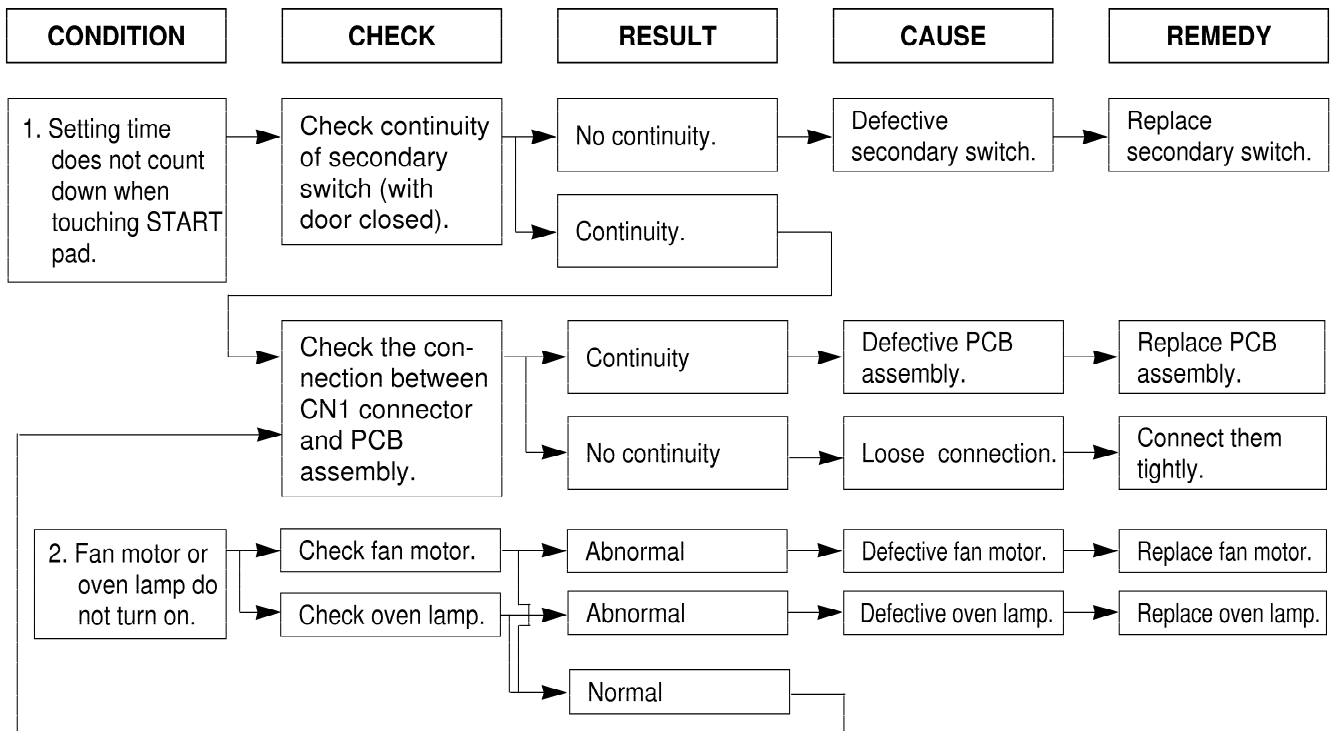 CONDITION
CHECK
RESULT
CAUSE
REMEDY
1. Setting time
does not count
down when
touching START
pad.
Check continuity
of secondary
switch (with
door closed).
No continuity.
Defective
secondary switch.
Replace
secondary switch.
Continuity.
Check the con-
nection between
CN1 connector
and PCB
assembly.
Continuity
Defective PCB
assembly.
Replace PCB
assembly.
No continuity
Loose connection.
Connect them
tightly.
2. Fan motor or
oven lamp do
not turn on.
Check fan motor.
Abnormal
Defective fan motor.
Replace fan motor.
Check oven lamp.
Abnormal
Defective oven lamp.
Replace oven lamp.
Normal